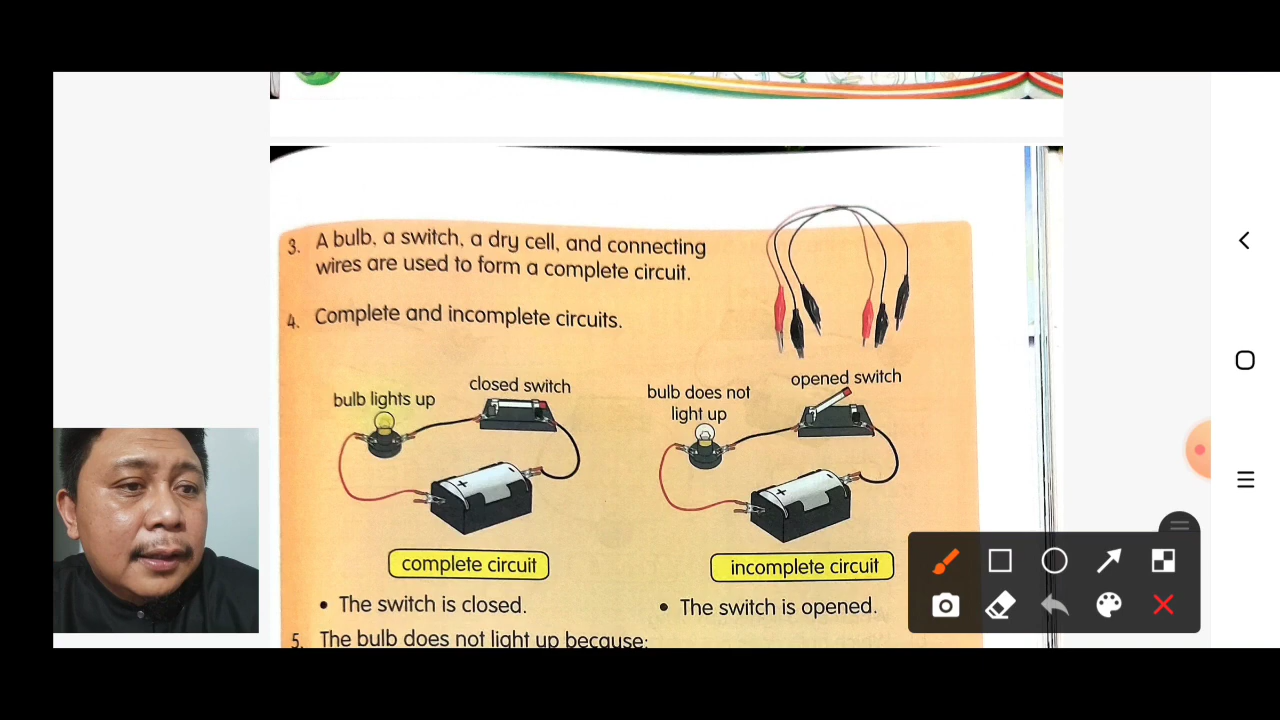 3. A bulb, a switch, a dry cell, and connecting
wires are used to form a complete circuit.
4. Complete and incomplete circuits.
bulb lights up
closed switch
bulb does not
light up
opened switch
+
-
+
-
complete circuit
incomplete circuit
• The switch is closed.
• The switch is opened.
5. The bulb does not light up because: